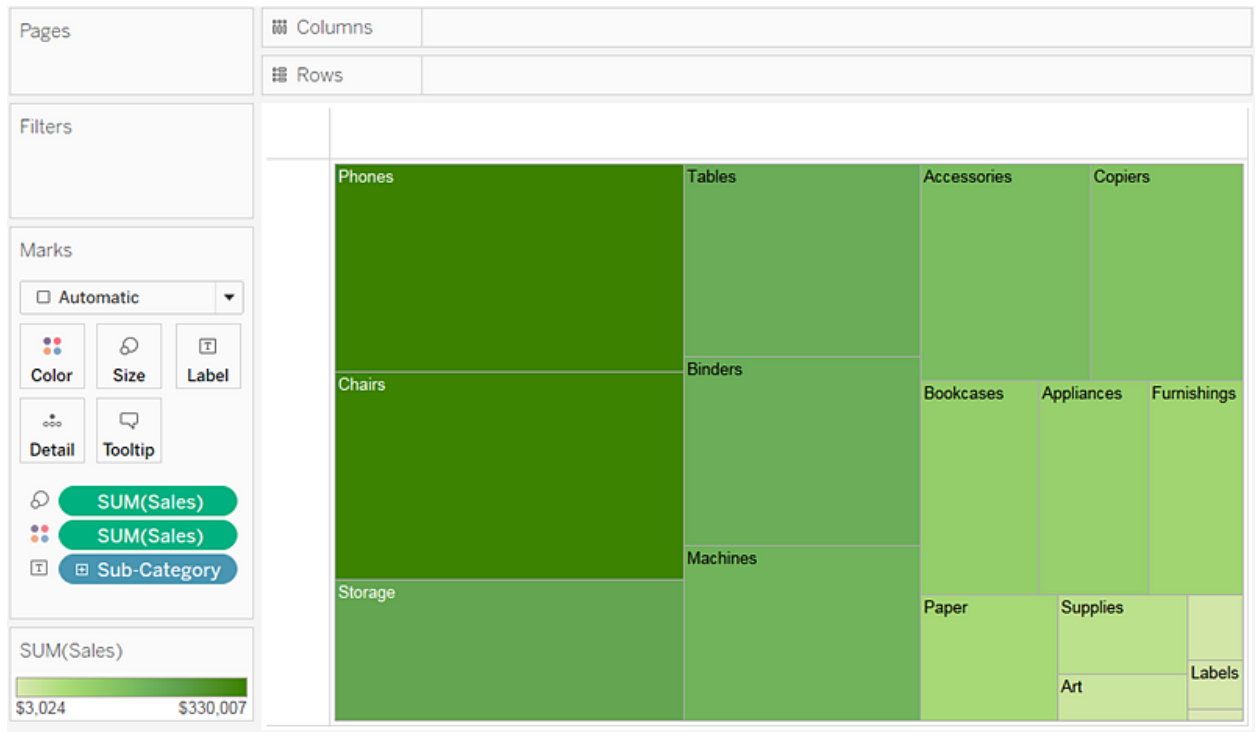 Pages
Columns
Rows
Filters
Marks
Automatic
Color Size Label
Detail Tooltip
SUM(Sales)
SUM(Sales)
Sub-Category
SUM(Sales)
$3,024 $330,007
Phones Tables Accessories Copiers
Binders
Chairs Bookcases Appliances Furnishings
Machines
Storage Paper Supplies
Labels
Art